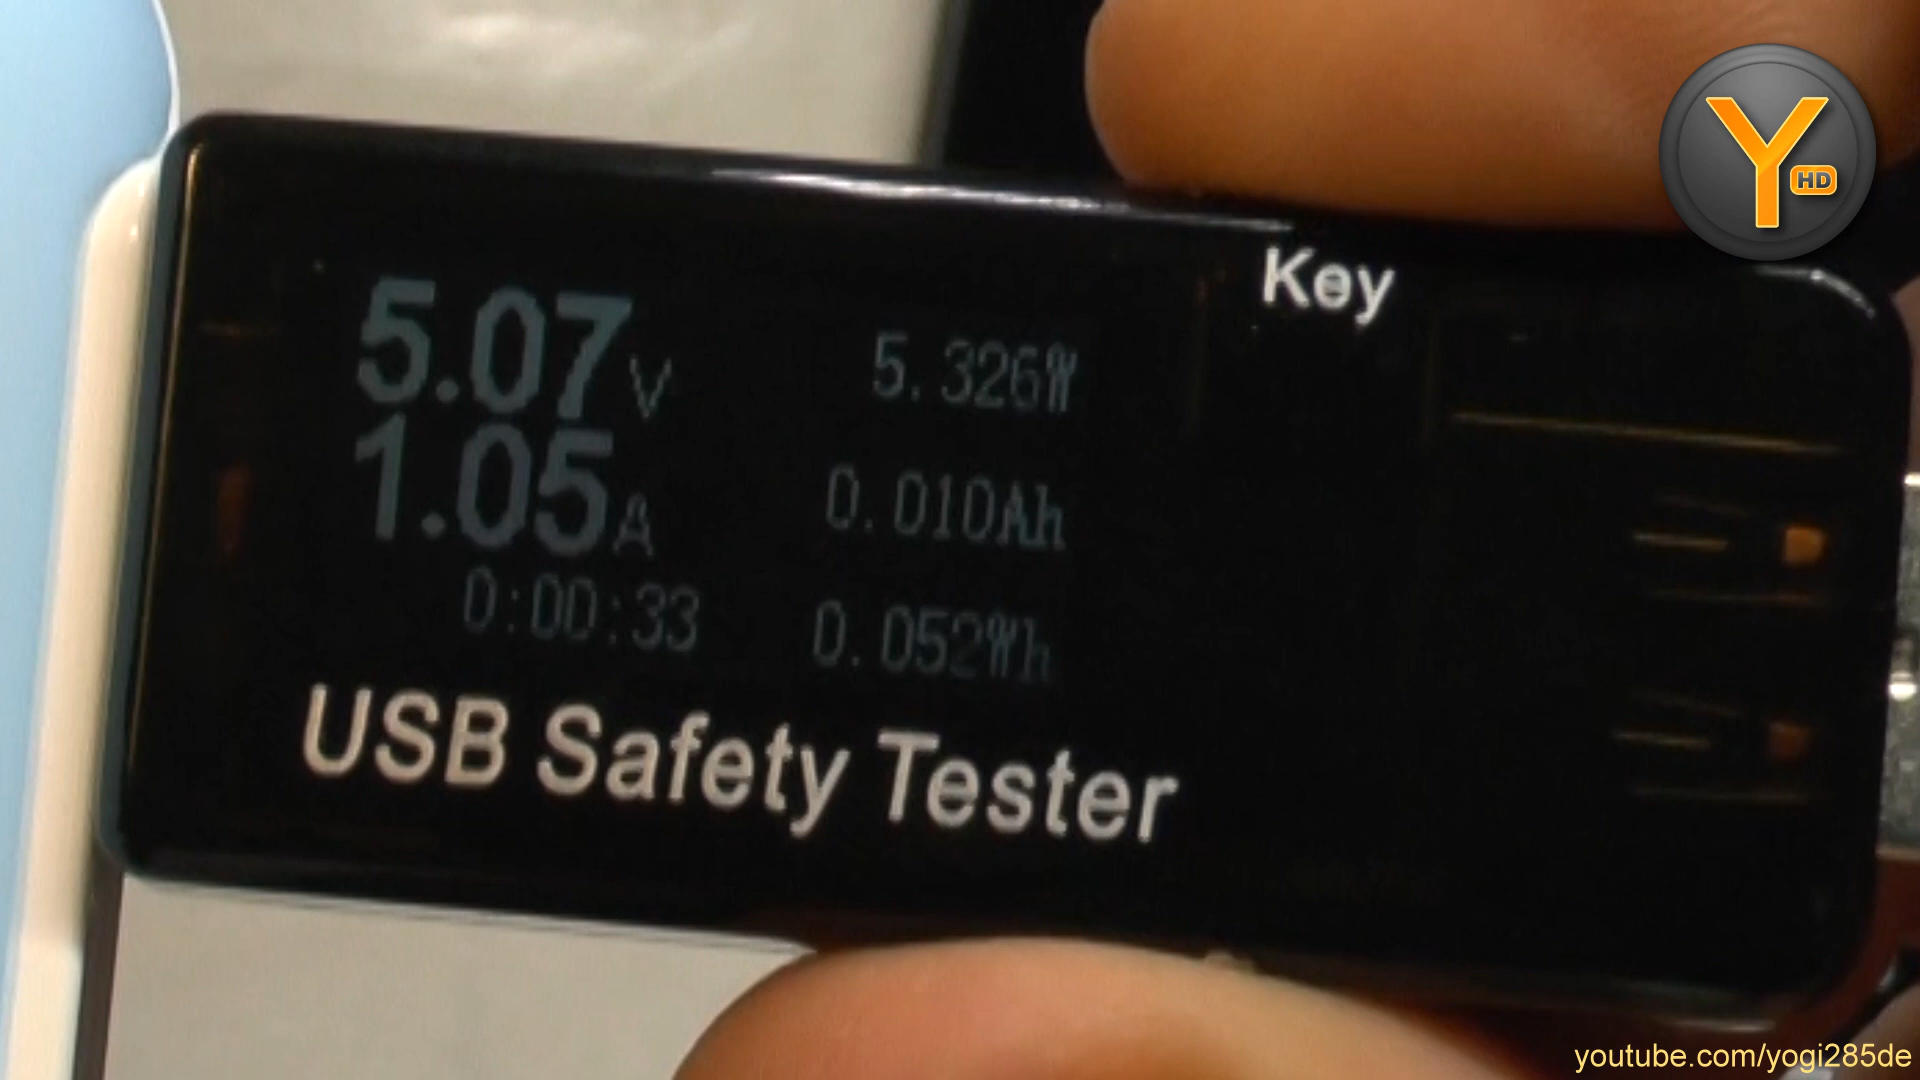 Y
HD
Key
5.07V
5.326W
1.05A
0.010Ah
0:00:33
0.052Wh
USB Safety Tester
youtube.com/yogi285de